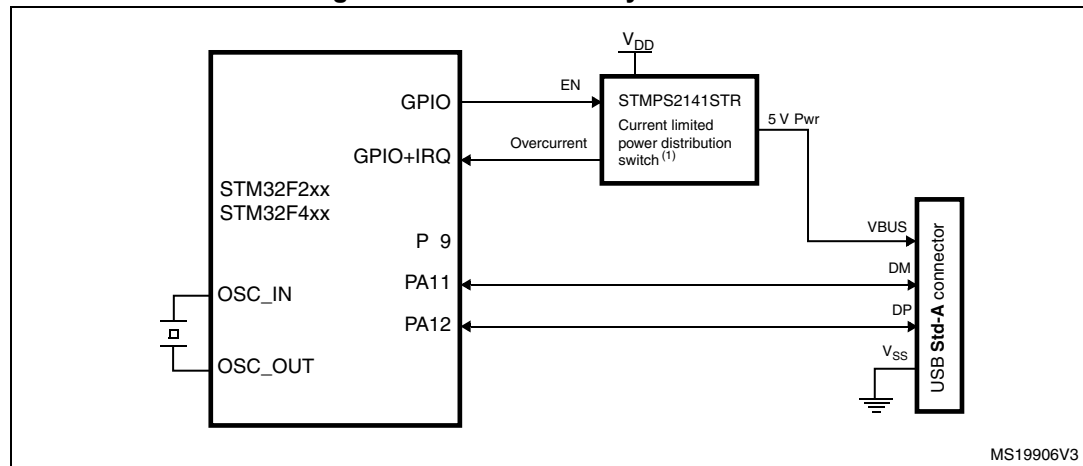 GPIO
GPIO+IRQ
STM32F2xx
STM32F4xx
P 9
PA11
PA12
OSC_IN
OSC_OUT
EN
Overcurrent
VDD
STMPS2141STR
Current limited
power distribution
switch (1)
5 V Pwr
VBUS
DM
DP
VSS
USB Std-A connector
MS19906V3